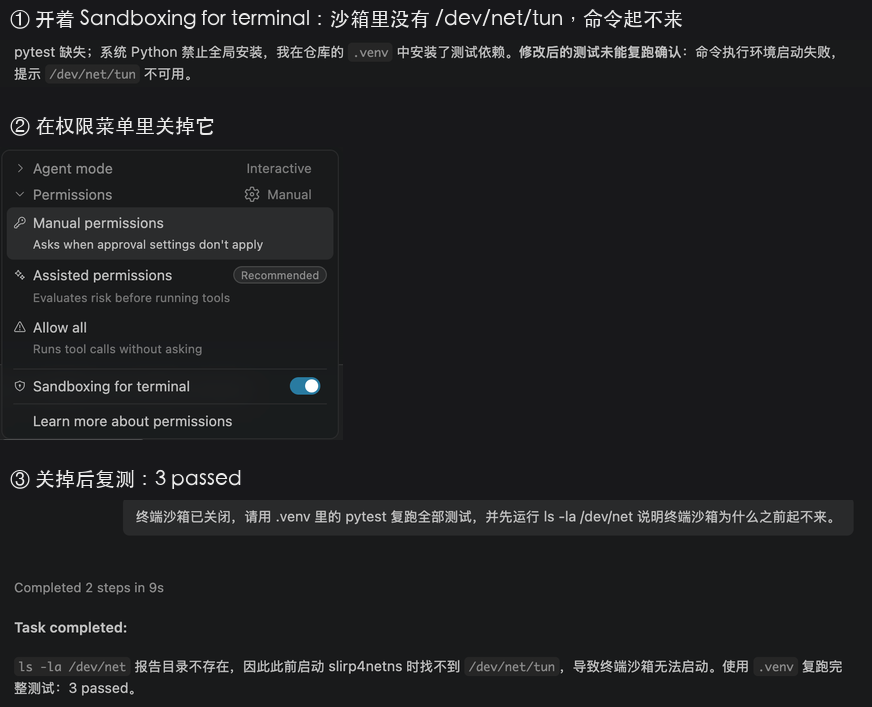 ① 开着 Sandboxing for terminal：沙箱里没有 /dev/net/tun，命令起不来
pytest 缺失；系统 Python 禁止全局安装，我在仓库的 .venv 中安装了测试依赖。修改后的测试未能复跑确认：命令执行环境启动失败，
提示 /dev/net/tun 不可用。
② 在权限菜单里关掉它
Agent mode Interactive
Permissions Manual
Manual permissions
Asks when approval settings don't apply
Assisted permissions Recommended
Evaluates risk before running tools
Allow all
Runs tool calls without asking
Sandboxing for terminal
Learn more about permissions
③ 关掉后复测：3 passed
终端沙箱已关闭，请用 .venv 里的 pytest 复跑全部测试，并先运行 ls -la /dev/net 说明终端沙箱为什么之前起不来。
Completed 2 steps in 9s
Task completed:
ls -la /dev/net 报告目录不存在，因此此前启动 slirp4netns 时找不到 /dev/net/tun，导致终端沙箱无法启动。使用 .venv 复跑完
整测试：3 passed。